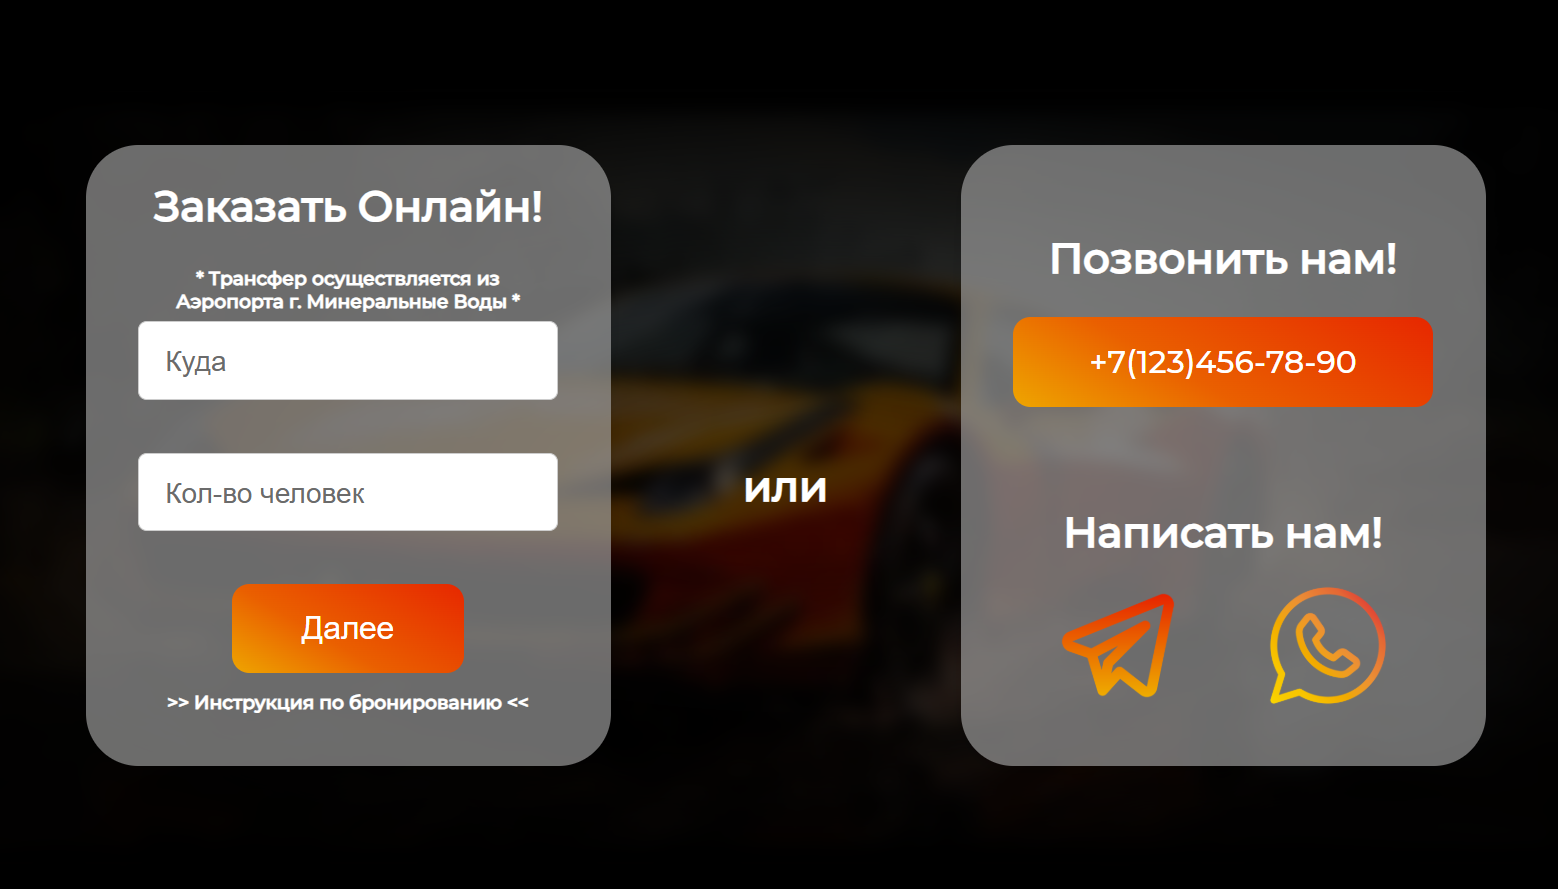 Заказать Онлайн!
* Трансфер осуществляется из
Аэропорта г. Минеральные Воды *
Куда
Кол-во человек
Далее
>> Инструкция по бронированию <<
или
Позвонить нам!
+7(123)456-78-90
Написать нам!